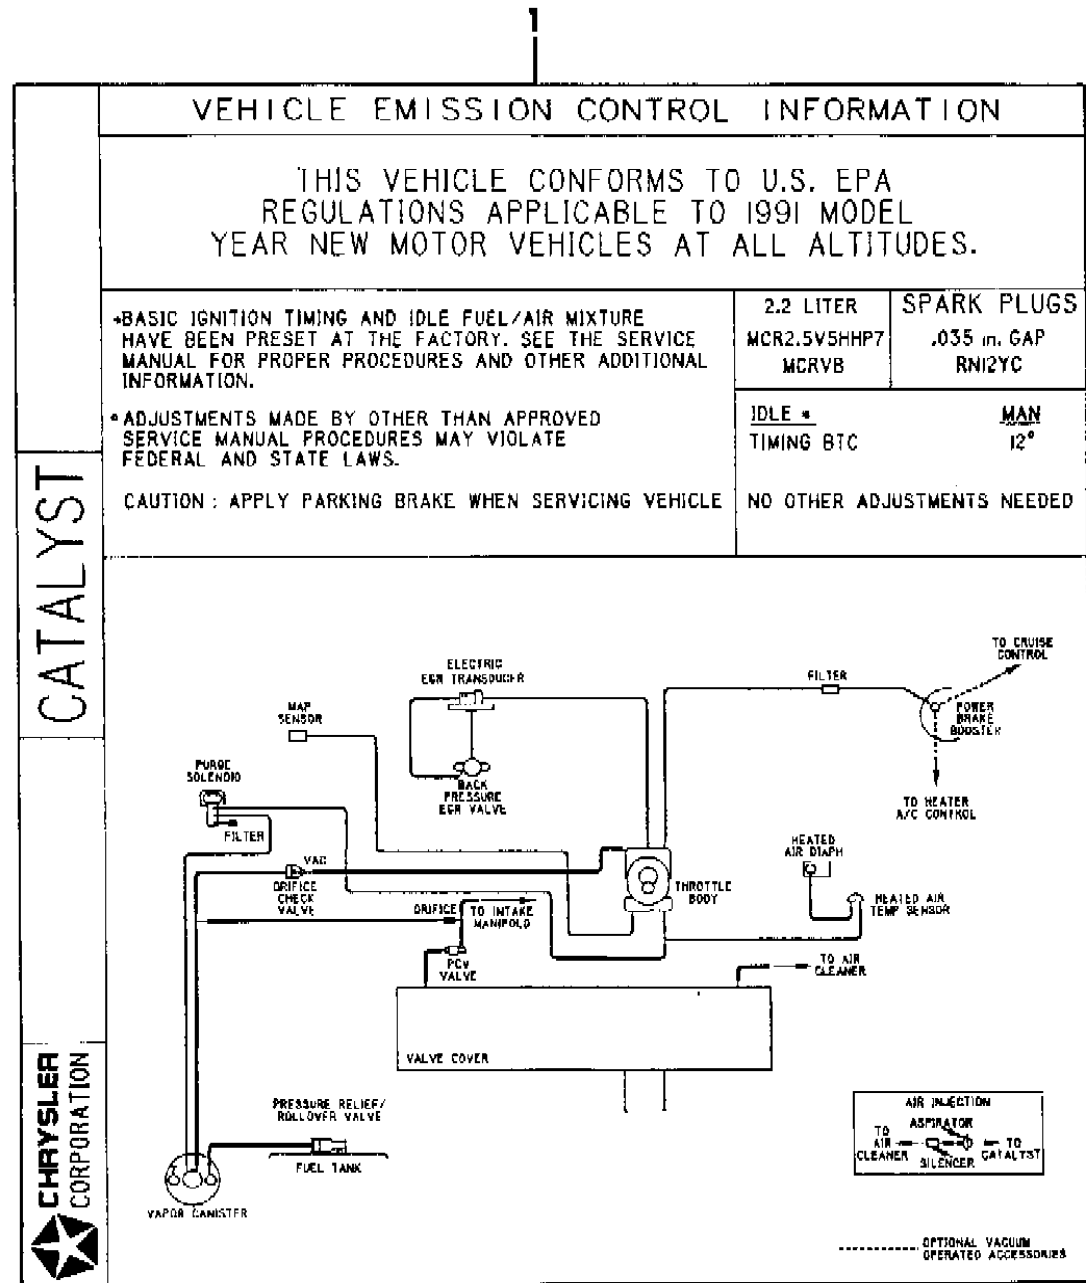 1
VEHICLE EMISSION CONTROL INFORMATION
THIS VEHICLE CONFORMS TO U.S. EPA
REGULATIONS APPLICABLE TO 1991 MODEL
YEAR NEW MOTOR VEHICLES AT ALL ALTITUDES.
•BASIC IGNITION TIMING AND IDLE FUEL/AIR MIXTURE
HAVE BEEN PRESET AT THE FACTORY. SEE THE SERVICE
MANUAL FOR PROPER PROCEDURES AND OTHER ADDITIONAL
INFORMATION.
•ADJUSTMENTS MADE BY OTHER THAN APPROVED
SERVICE MANUAL PROCEDURES MAY VIOLATE
FEDERAL AND STATE LAWS.
CAUTION : APPLY PARKING BRAKE WHEN SERVICING VEHICLE
2.2 LITER
MCR2.5V5HHP7
MCRVB
SPARK PLUGS
.035 in. GAP
RN12YC
IDLE • MAN
TIMING BTC 12°
NO OTHER ADJUSTMENTS NEEDED
CATALYST
CHRYSLER
CORPORATION
ELECTRIC
EGR TRANSDUCER
MAP
SENSOR
PURGE
SOLENOID
FILTER
BACK
PRESSURE
EGR VALVE
FILTER
TO CRUISE
CONTROL
POWER
BRAKE
BOOSTER
TO HEATER
A/C CONTROL
HEATED
AIR DIAPH
HEATED AIR
TEMP SENSOR
VAC
ORIFICE
CHECK
VALVE
ORIFICE
TO INTAKE
MANIFOLD
THROTTLE
BODY
PCV
VALVE
TO AIR
CLEANER
VALVE COVER
PRESSURE RELIEF/
ROLLOVER VALVE
FUEL TANK
VAPOR CANISTER
AIR INJECTION
ASPIRATOR
TO
AIR
CLEANER
SILENCER
TO
CATALYST
OPTIONAL VACUUM
OPERATED ACCESSORIES